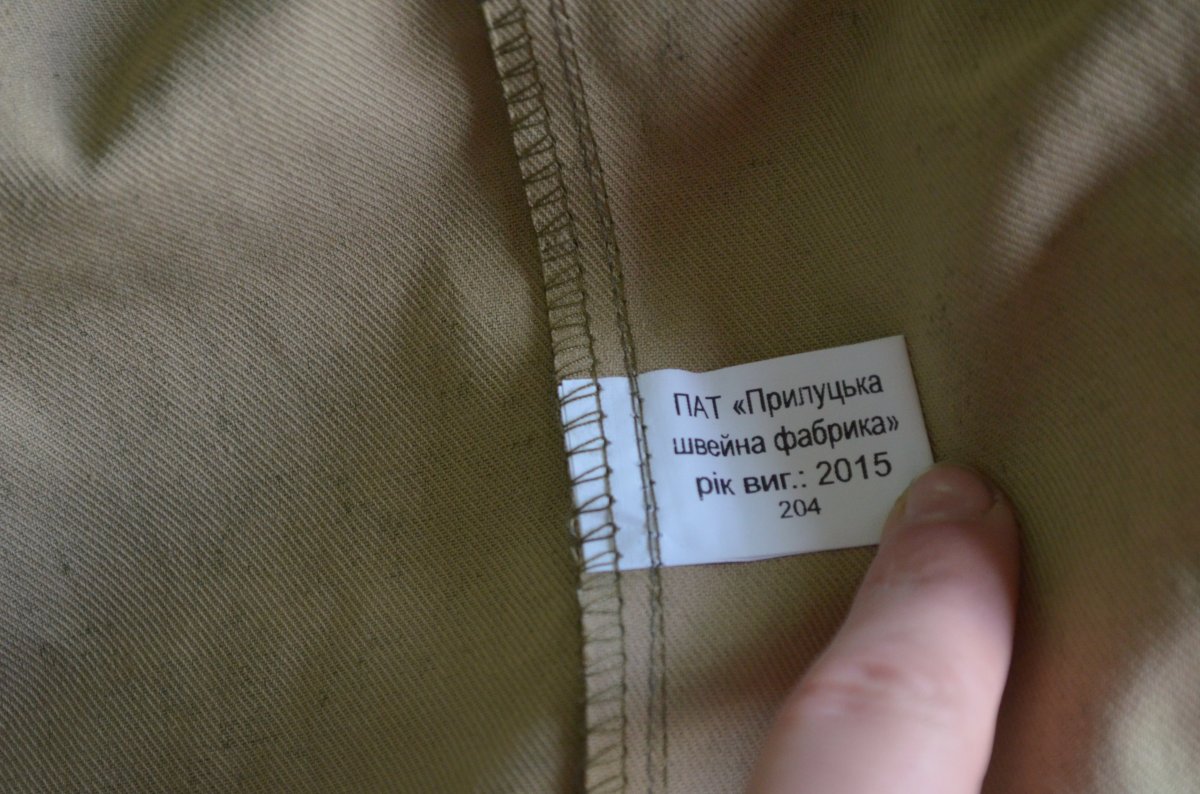 ПАТ «Прилуцька
швейна фабрика»
рік виг.: 2015
204